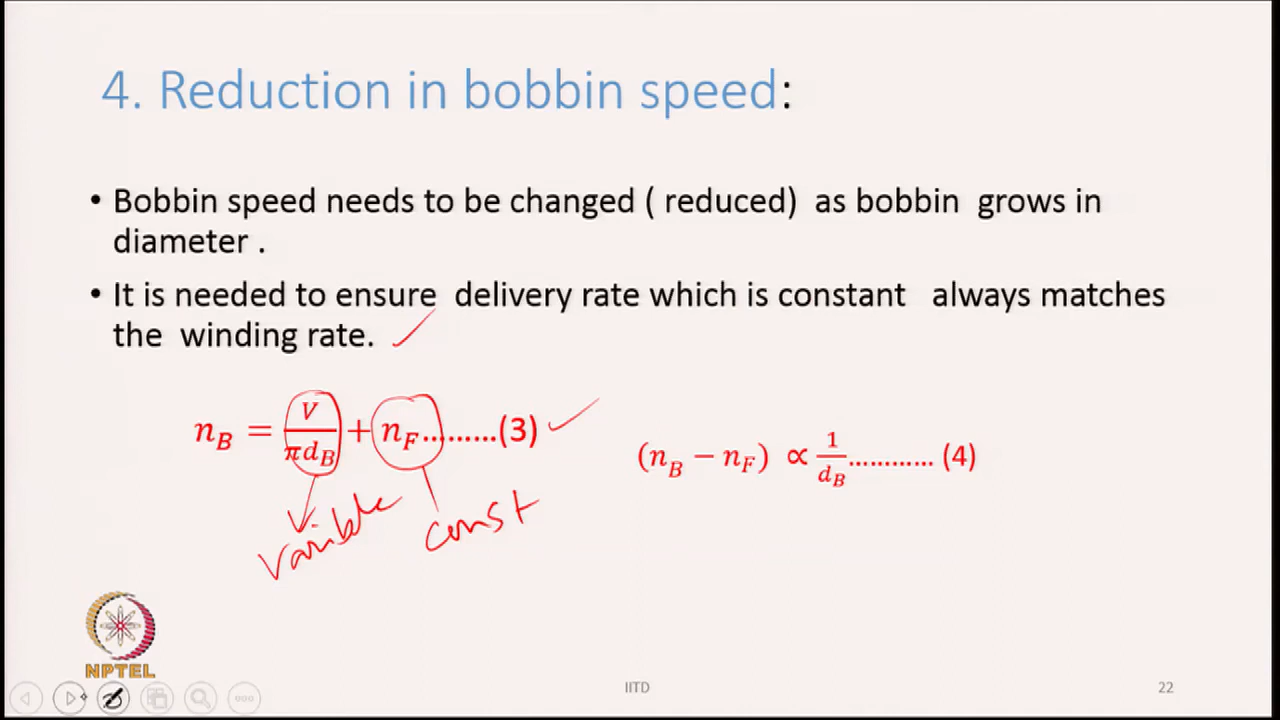 4. Reduction in bobbin speed:
• Bobbin speed needs to be changed ( reduced) as bobbin grows in
diameter .
• It is needed to ensure delivery rate which is constant always matches
the winding rate.
n_B = V/πd_B + n_F.........(3)
(n_B − n_F) ∝ 1/d_B............ (4)
Varible
const
NPTEL
IITD
22